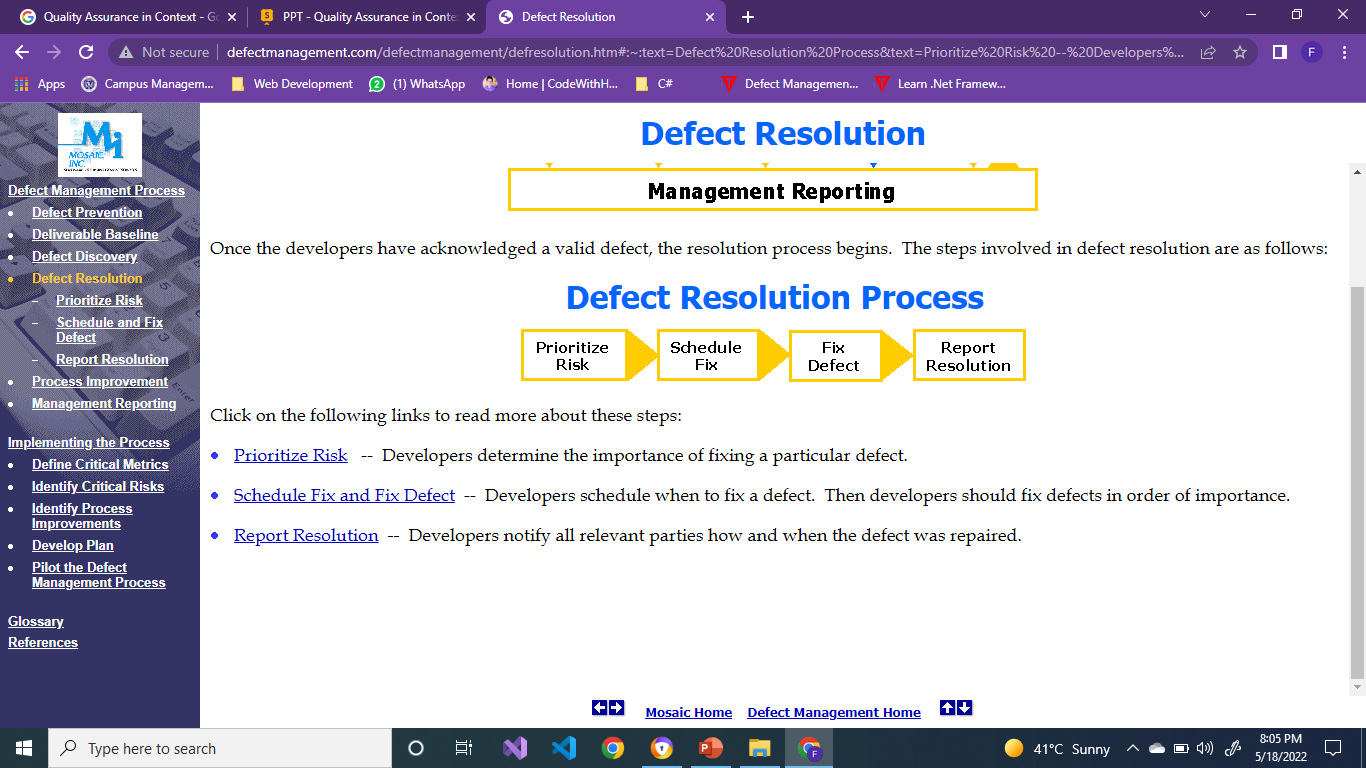 Quality Assurance in Context - Go
PPT - Quality Assurance in Conte
Defect Resolution
Not secure
defectmanagement.com/defectmanagement/defresolution.htm#:~:text=Defect%20Resolution%20Process&text=Prioritize%20Risk%20--%20Developers%...
F
Apps
Campus Managem...
Web Development
(1) WhatsApp
Home | CodeWithH...
C#
Defect Managemen...
Learn .Net Framew...
MOSAIC,
INC.
Defect Management Process
Defect Prevention
Deliverable Baseline
Defect Discovery
Defect Resolution
– Prioritize Risk
– Schedule and Fix
Defect
– Report Resolution
Process Improvement
Management Reporting
Implementing the Process
Define Critical Metrics
Identify Critical Risks
Identify Process
Improvements
Develop Plan
Pilot the Defect
Management Process
Glossary
References
Defect Resolution
Management Reporting
Once the developers have acknowledged a valid defect, the resolution process begins. The steps involved in defect resolution are as follows:
Defect Resolution Process
Prioritize
Risk
Schedule
Fix
Fix
Defect
Report
Resolution
Click on the following links to read more about these steps:
Prioritize Risk -- Developers determine the importance of fixing a particular defect.
Schedule Fix and Fix Defect -- Developers schedule when to fix a defect. Then developers should fix defects in order of importance.
Report Resolution -- Developers notify all relevant parties how and when the defect was repaired.
Mosaic Home
Defect Management Home
Type here to search
41°C Sunny
8:05 PM
5/18/2022